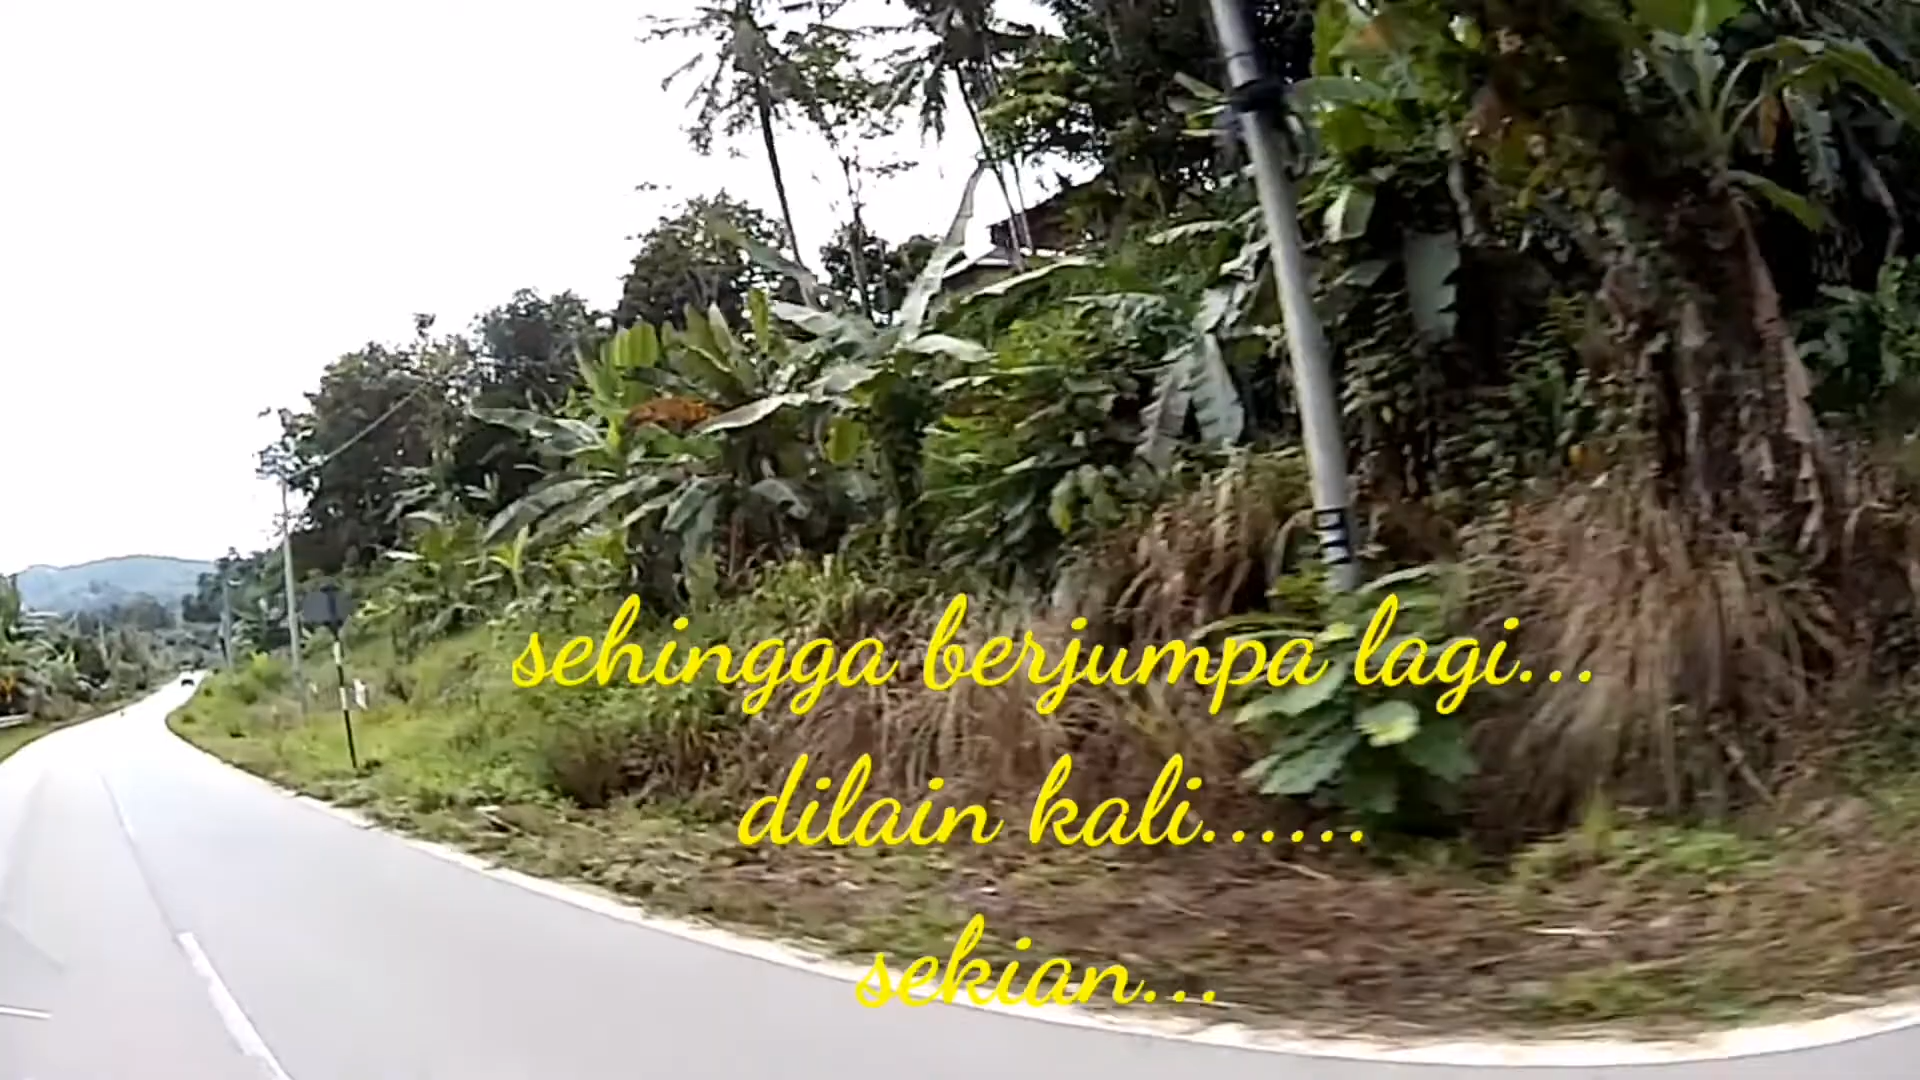 sehingga berjumpa lagi...
dilain kali......
sekian...